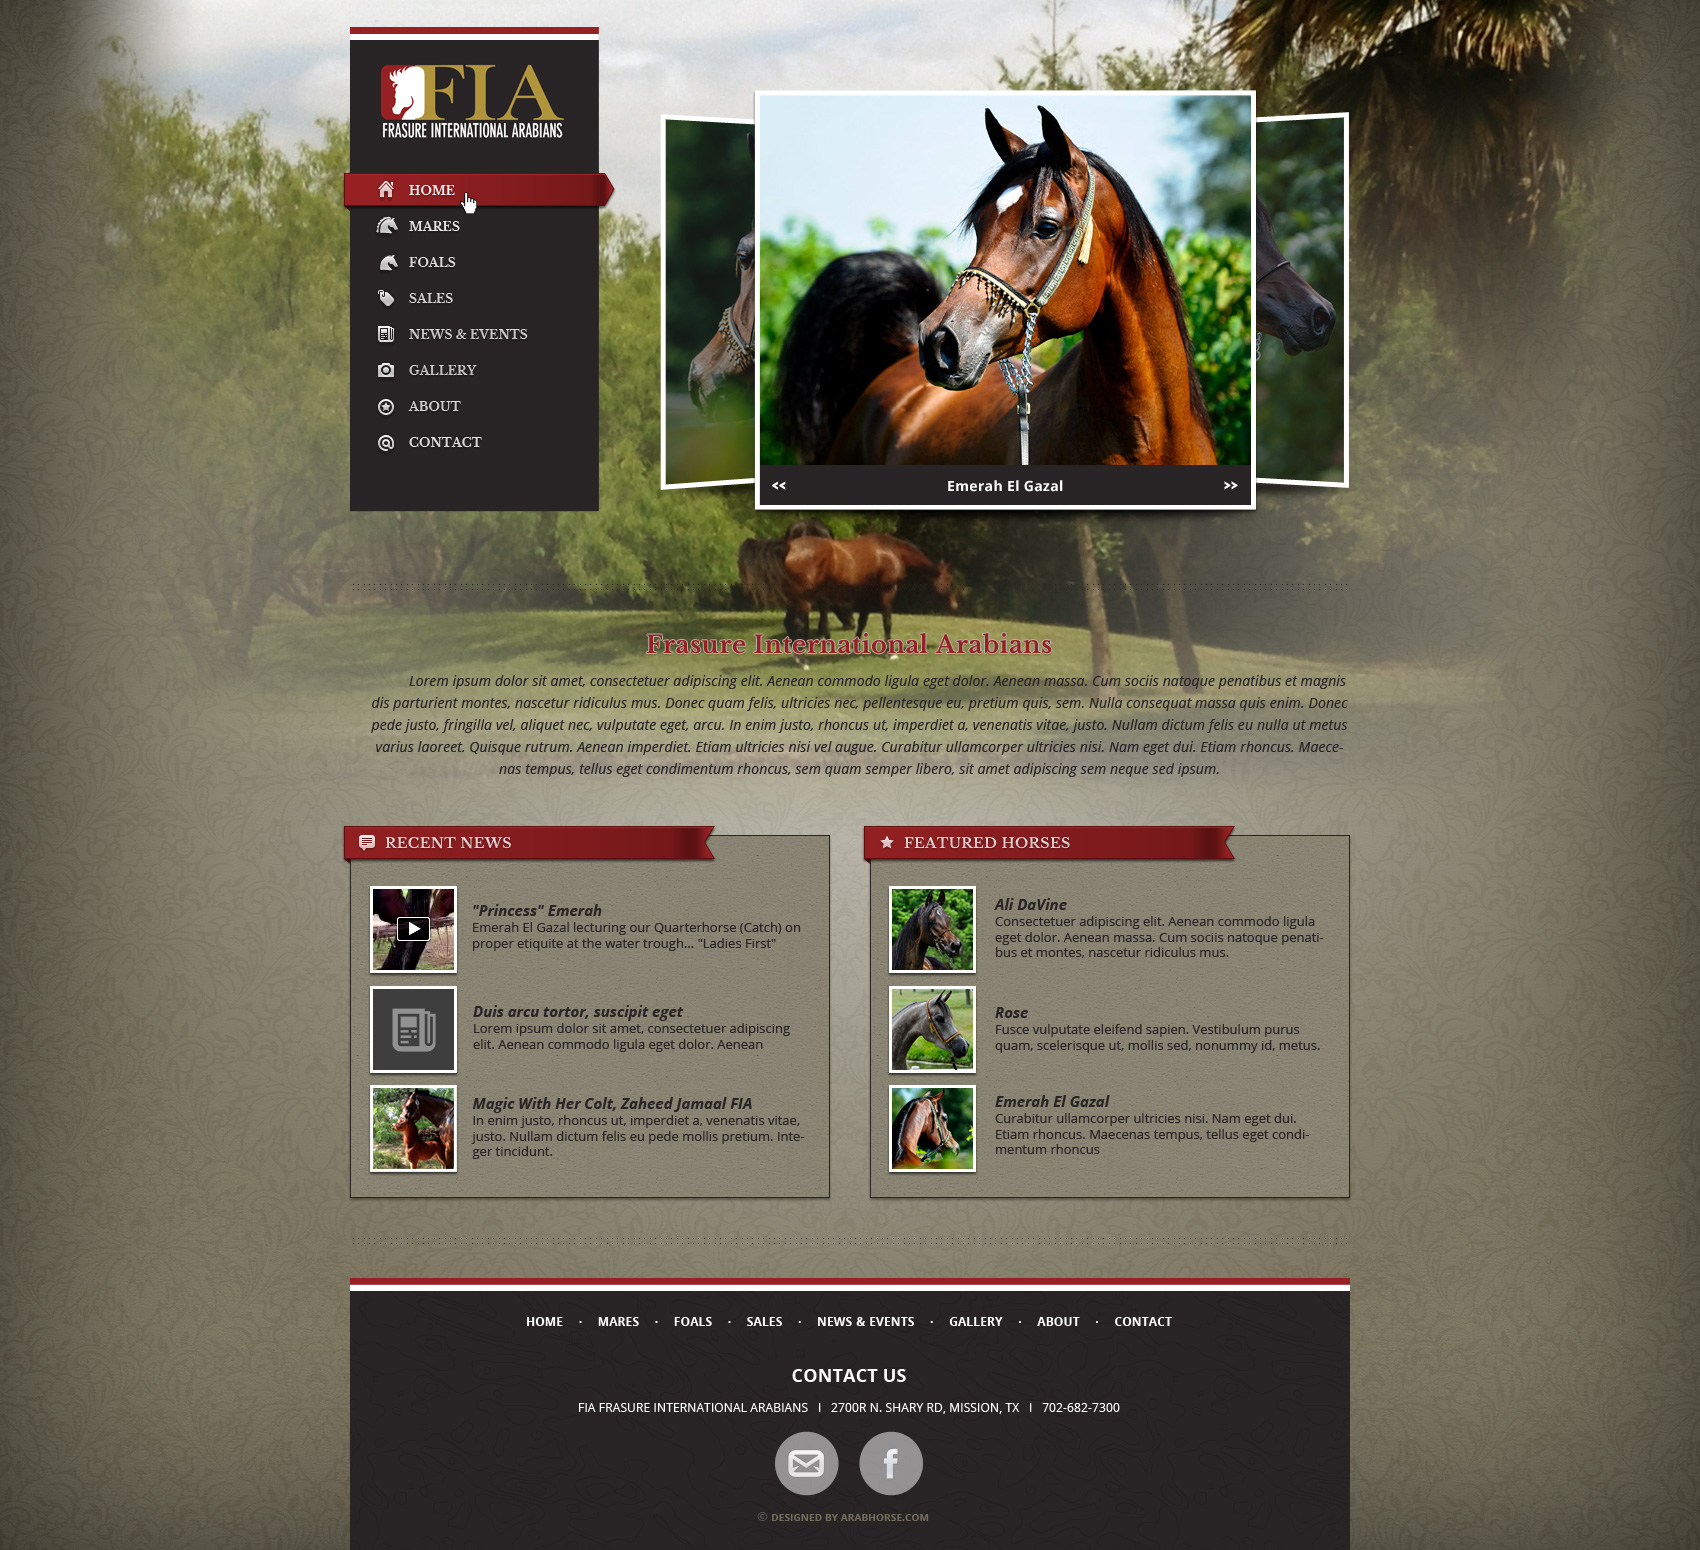 FIA
FRASURE INTERNATIONAL ARABIANS
HOME
MARES
FOALS
SALES
NEWS & EVENTS
GALLERY
ABOUT
CONTACT
<< Emerah El Gazal >>
Frasure International Arabians
Lorem ipsum dolor sit amet, consectetuer adipiscing elit. Aenean commodo ligula eget dolor. Aenean massa. Cum sociis natoque penatibus et magnis
dis parturient montes, nascetur ridiculus mus. Donec quam felis, ultricies nec, pellentesque eu, pretium quis, sem. Nulla consequat massa quis enim. Donec
pede justo, fringilla vel, aliquet nec, vulputate eget, arcu. In enim justo, rhoncus ut, imperdiet a, venenatis vitae, justo. Nullam dictum felis eu nulla ut metus
varius laoreet. Quisque rutrum. Aenean imperdiet. Etiam ultricies nisi vel augue. Curabitur ullamcorper ultricies nisi. Nam eget dui. Etiam rhoncus. Maece-
nas tempus, tellus eget condimentum rhoncus, sem quam semper libero, sit amet adipiscing sem neque sed ipsum.
RECENT NEWS
"Princess" Emerah
Emerah El Gazal lecturing our Quarterhorse (Catch) on
proper etiquite at the water trough... "Ladies First"
Duis arcu tortor, suscipit eget
Lorem ipsum dolor sit amet, consectetuer adipiscing
elit. Aenean commodo ligula eget dolor. Aenean
Magic With Her Colt, Zaheed Jamaal FIA
In enim justo, rhoncus ut, imperdiet a, venenatis vitae,
justo. Nullam dictum felis eu pede mollis pretium. Inte-
ger tincidunt.
FEATURED HORSES
Ali DaVine
Consectetuer adipiscing elit. Aenean commodo ligula
eget dolor. Aenean massa. Cum sociis natoque penati-
bus et montes, nascetur ridiculus mus.
Rose
Fusce vulputate eleifend sapien. Vestibulum purus
quam, scelerisque ut, mollis sed, nonummy id, metus.
Emerah El Gazal
Curabitur ullamcorper ultricies nisi. Nam eget dui.
Etiam rhoncus. Maecenas tempus, tellus eget condi-
mentum rhoncus
HOME · MARES · FOALS · SALES · NEWS & EVENTS · GALLERY · ABOUT · CONTACT
CONTACT US
FIA FRASURE INTERNATIONAL ARABIANS I 2700R N. SHARY RD, MISSION, TX I 702-682-7300
© DESIGNED BY ARABHORSE.COM